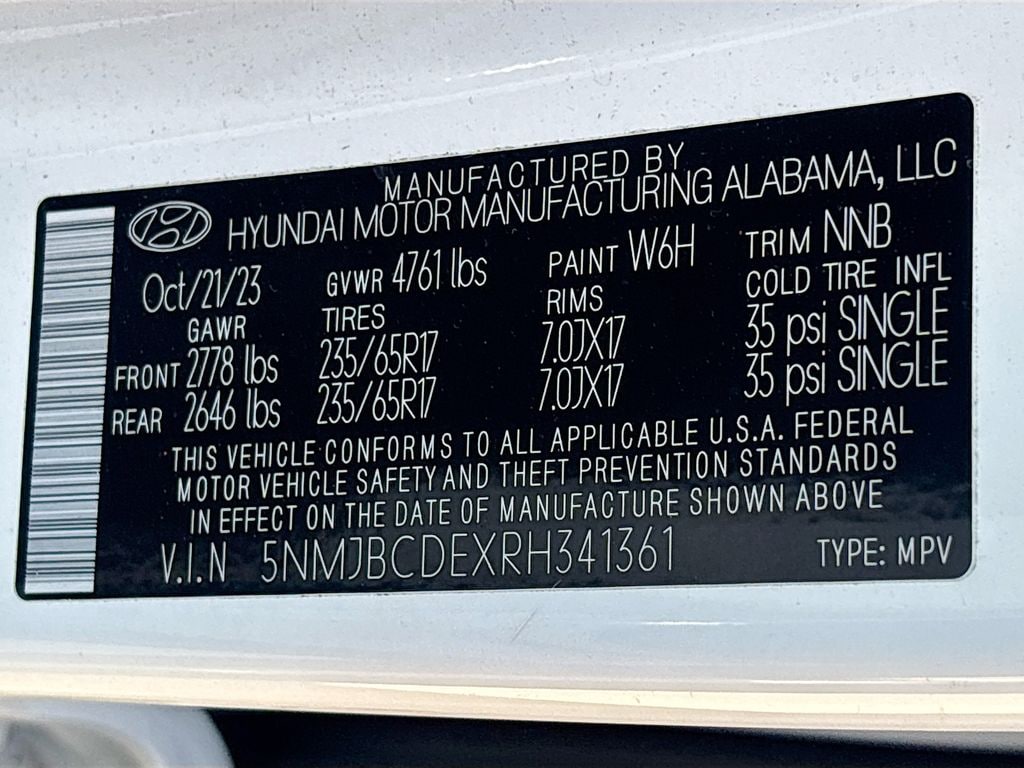 MANUFACTURED BY
HYUNDAI MOTOR MANUFACTURING ALABAMA, LLC
Oct/21/23 GVWR 4761 lbs PAINT W6H TRIM NNB
GAWR TIRES RIMS COLD TIRE INFL
FRONT 2778 lbs 235/65R17 7.0JX17 35 psi SINGLE
REAR 2646 lbs 235/65R17 7.0JX17 35 psi SINGLE
THIS VEHICLE CONFORMS TO ALL APPLICABLE U.S.A. FEDERAL
MOTOR VEHICLE SAFETY AND THEFT PREVENTION STANDARDS
IN EFFECT ON THE DATE OF MANUFACTURE SHOWN ABOVE
V.I.N 5NMJBCDEXRH341361 TYPE: MPV